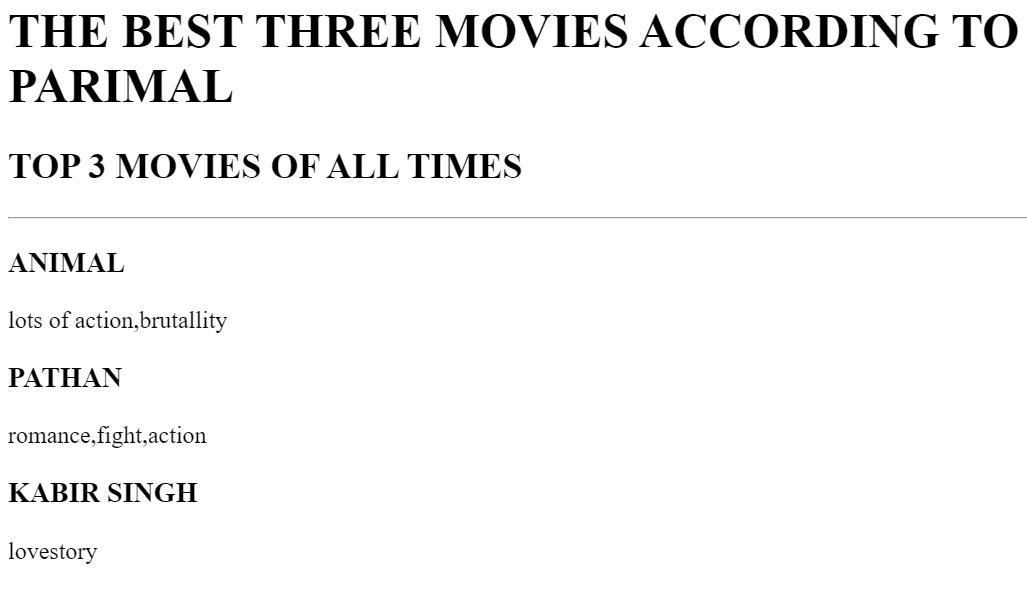 THE BEST THREE MOVIES ACCORDING TO
PARIMAL
TOP 3 MOVIES OF ALL TIMES
ANIMAL
lots of action,brutallity
PATHAN
romance,fight,action
KABIR SINGH
lovestory